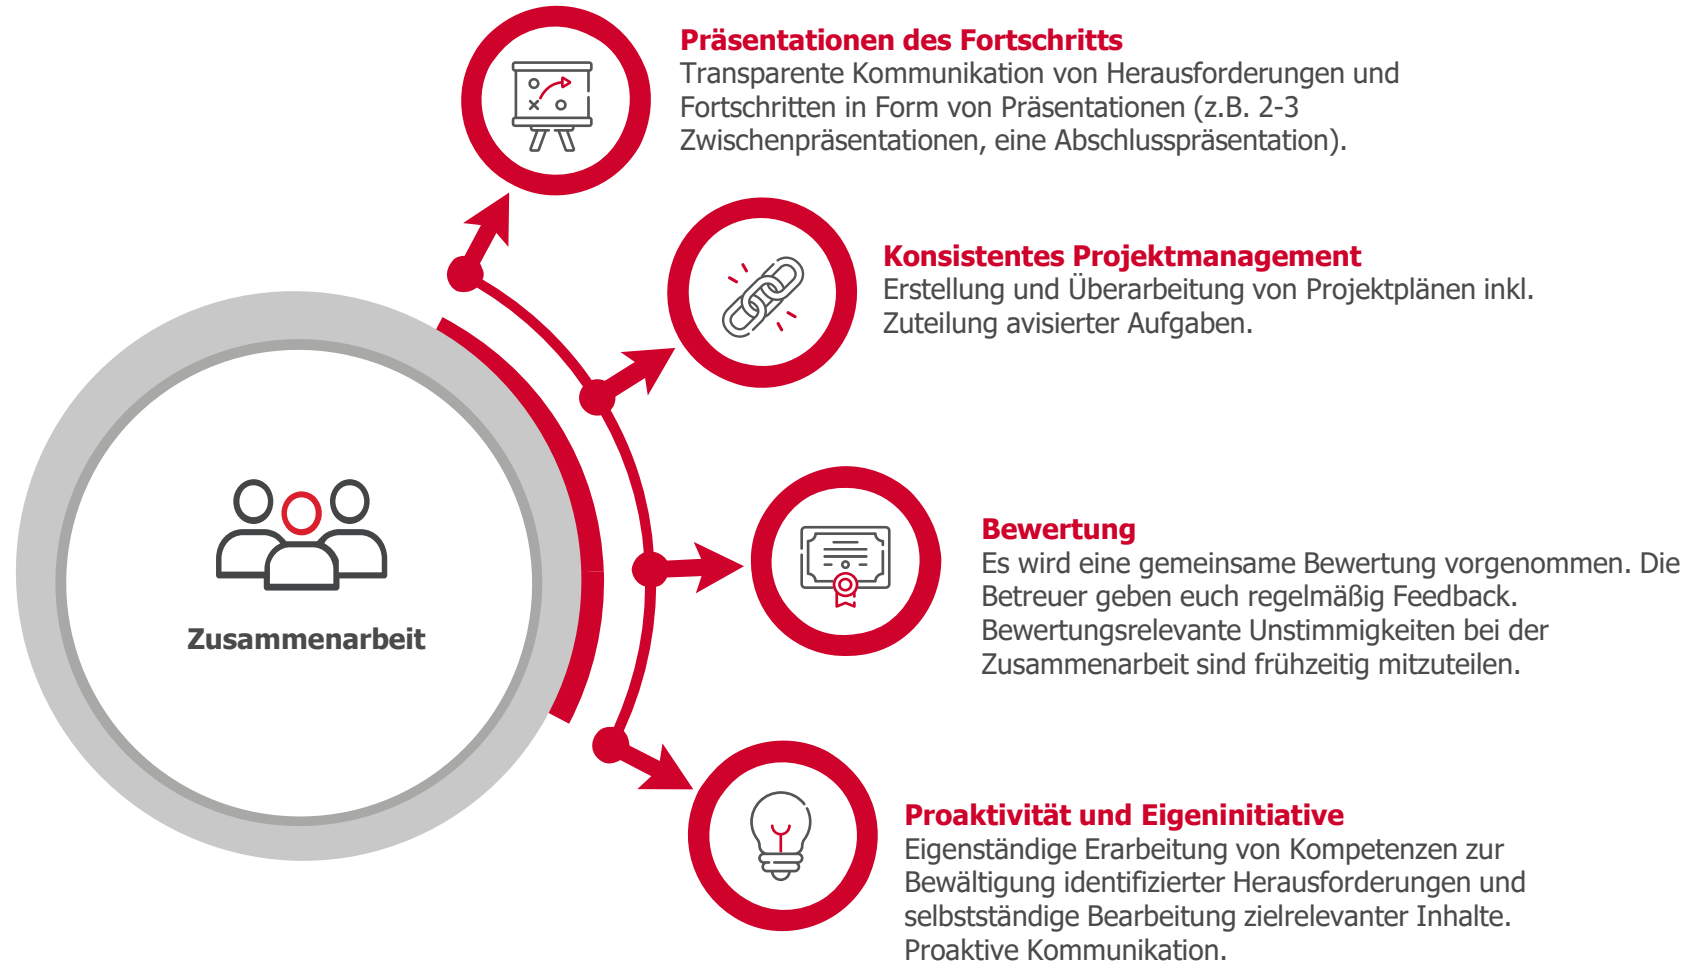 Präsentationen des Fortschritts
Transparente Kommunikation von Herausforderungen und
Fortschritten in Form von Präsentationen (z.B. 2-3
Zwischenpräsentationen, eine Abschlusspräsentation).
Konsistentes Projektmanagement
Erstellung und Überarbeitung von Projektplänen inkl.
Zuteilung avisierter Aufgaben.
Zusammenarbeit
Bewertung
Es wird eine gemeinsame Bewertung vorgenommen. Die
Betreuer geben euch regelmäßig Feedback.
Bewertungsrelevante Unstimmigkeiten bei der
Zusammenarbeit sind frühzeitig mitzuteilen.
Proaktivität und Eigeninitiative
Eigenständige Erarbeitung von Kompetenzen zur
Bewältigung identifizierter Herausforderungen und
selbstständige Bearbeitung zielrelevanter Inhalte.
Proaktive Kommunikation.